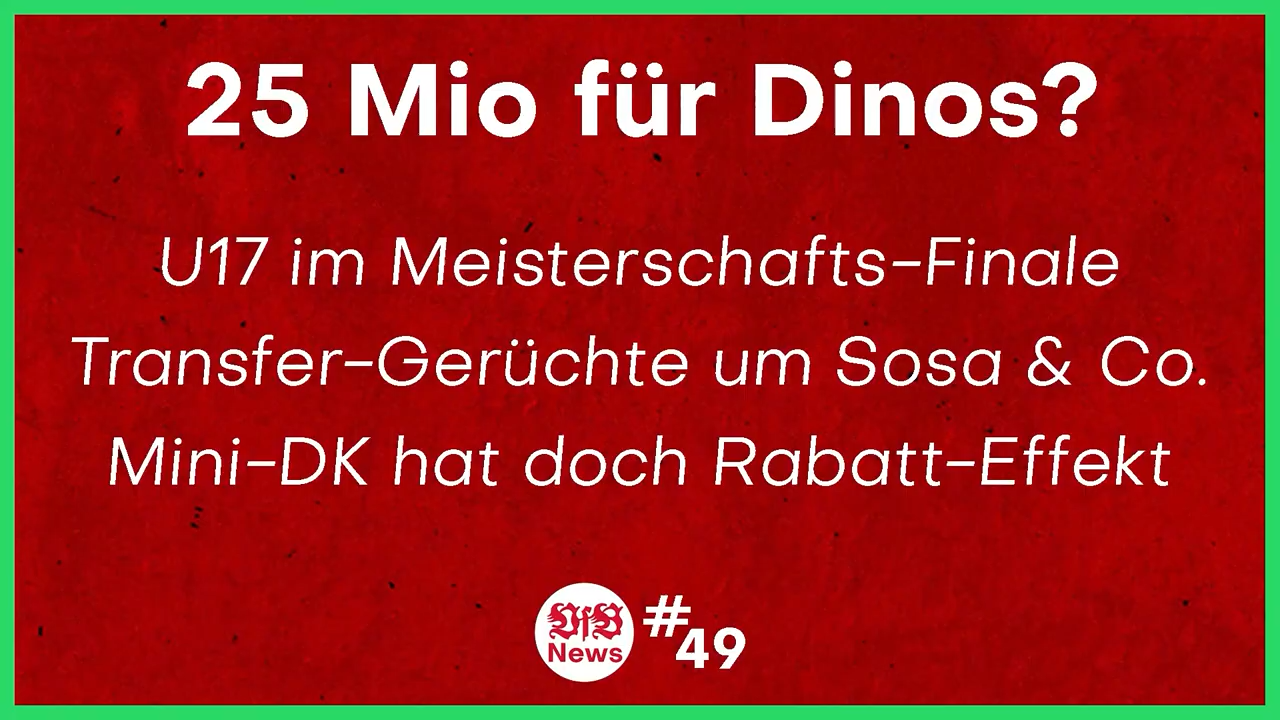 25 Mio für Dinos?
U17 im Meisterschafts-Finale
Transfer-Gerüchte um Sosa & Co.
Mini-DK hat doch Rabatt-Effekt
VfB
News
#49